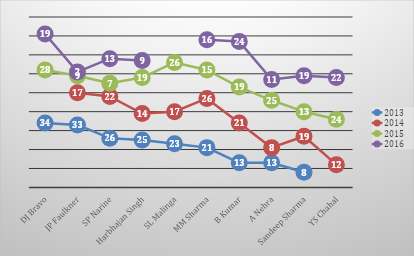 19 2 13 9 16 24 11 19 22
28 7 19 26 15 19 25 13 24
17 22 14 17 26 21 8 19 12
34 33 26 25 23 21 13 13 8
2013
2014
2015
2016
DJ Bravo
JP Faulkner
SP Narine
Harbhajan Singh
SL Malinga
MM Sharma
B Kumar
A Nehra
Sandeep Sharma
YS Chahal